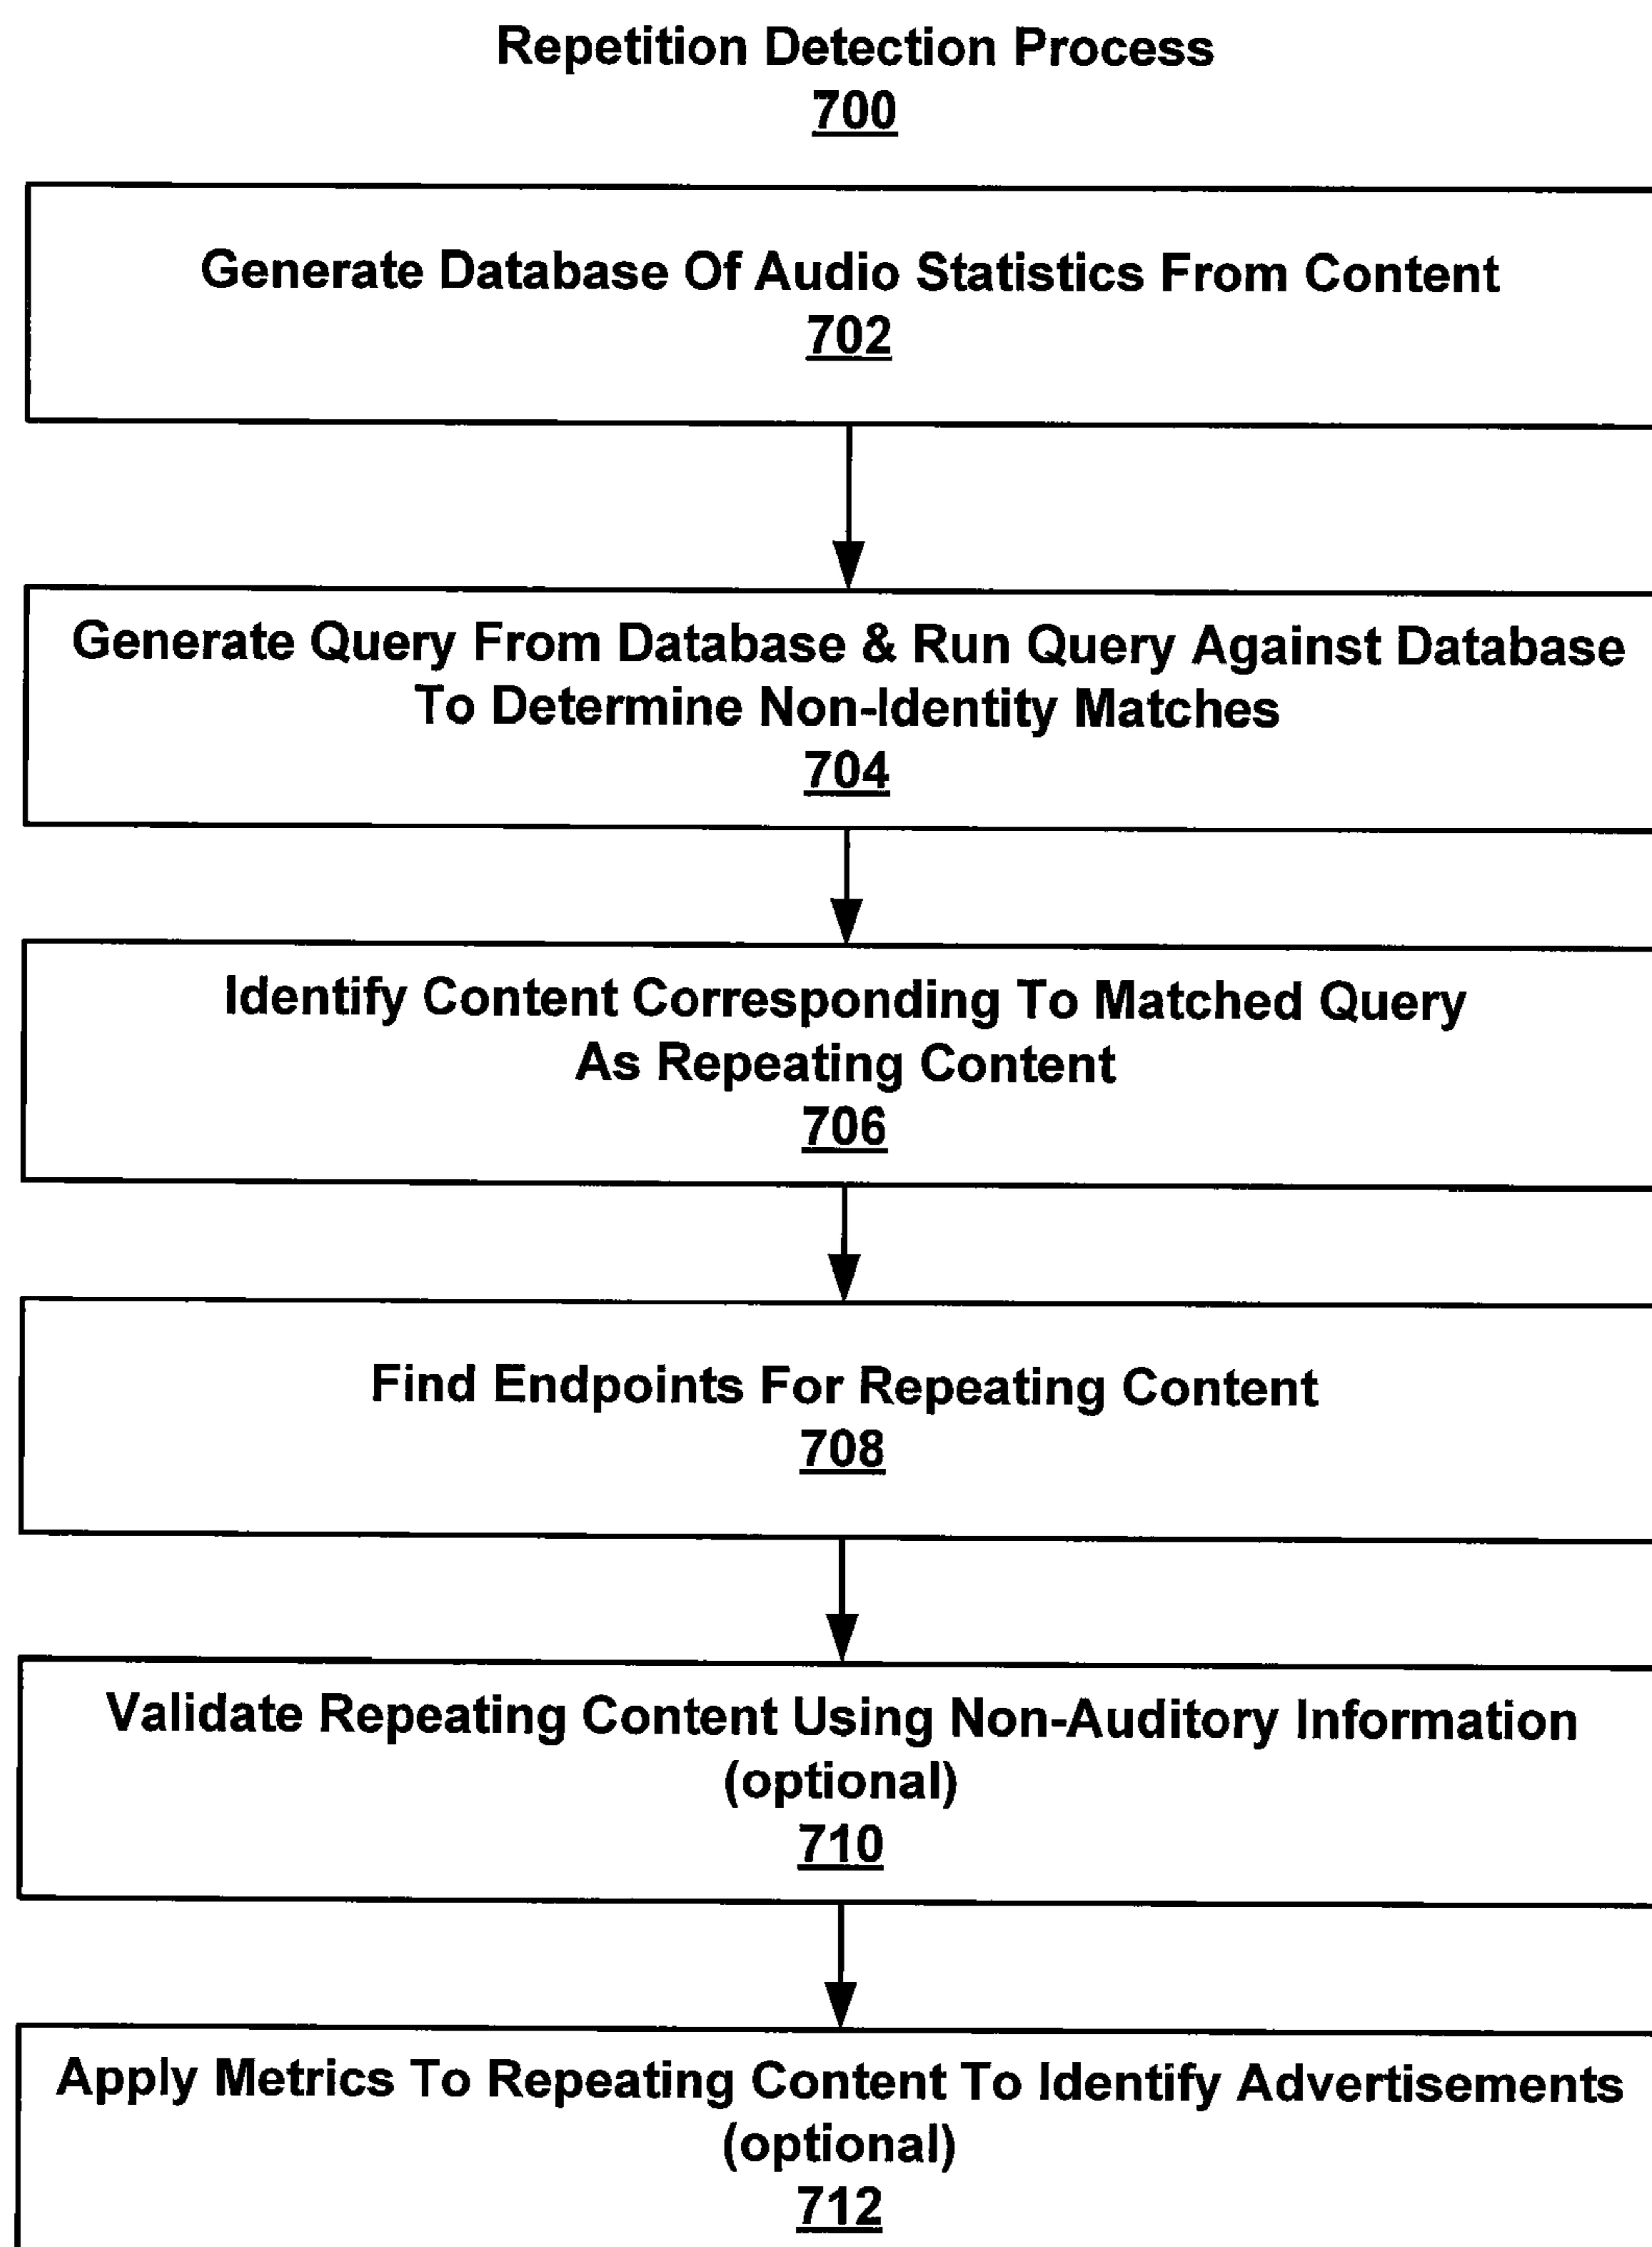 Repetition Detection Process
700
Generate Database Of Audio Statistics From Content
702
Generate Query From Database & Run Query Against Database
To Determine Non-Identity Matches
704
Identify Content Corresponding To Matched Query
As Repeating Content
706
Find Endpoints For Repeating Content
708
Validate Repeating Content Using Non-Auditory Information
(optional)
710
Apply Metrics To Repeating Content To Identify Advertisements
(optional)
712